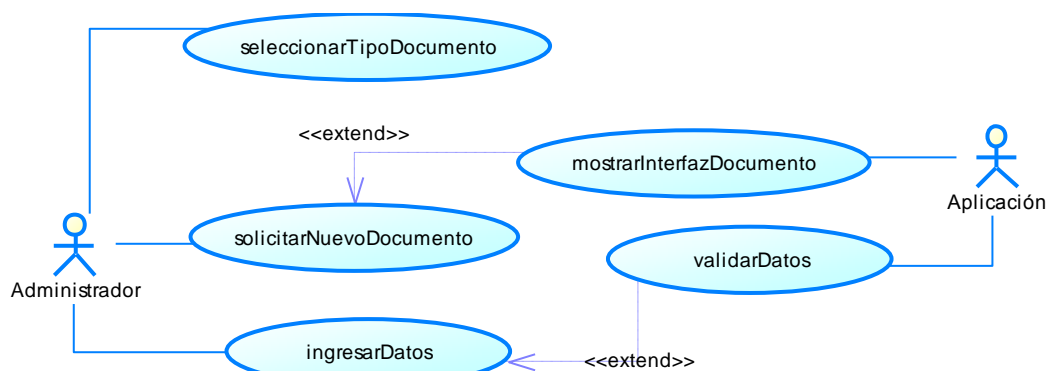 seleccionarTipoDocumento
<<extend>>
mostrarInterfazDocumento
Aplicación
solicitarNuevoDocumento
validarDatos
Administrador
ingresarDatos
<<extend>>